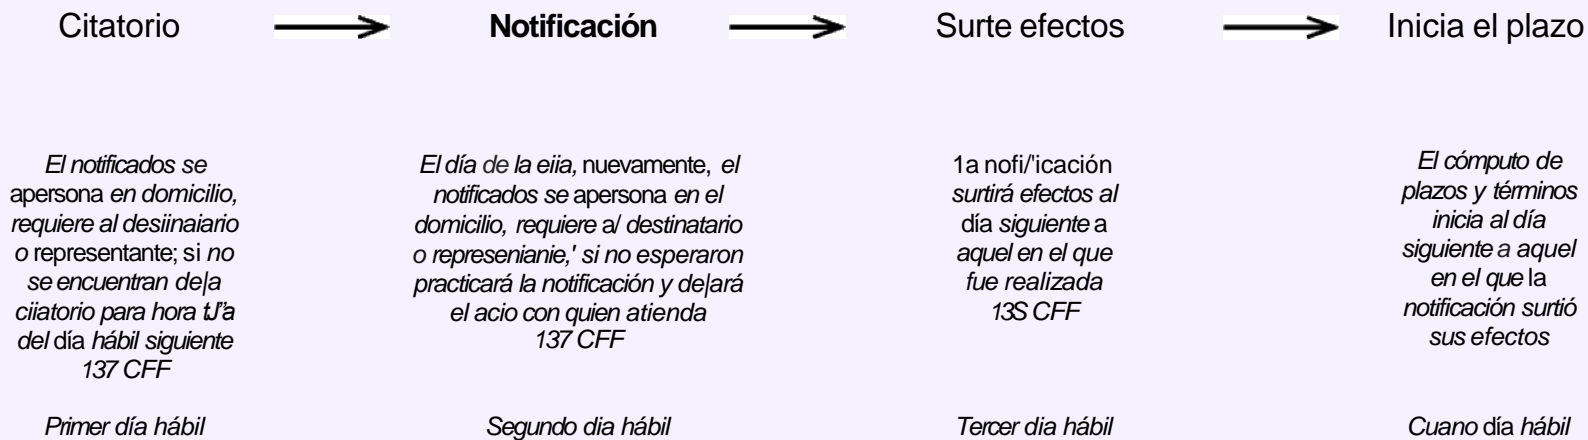 Citatorio
Notificación
Surte efectos
Inicia el plazo
El notificados se
apersona en domicilio,
requiere al desiinaiario
o representante; si no
se encuentran de|a
ciiatorio para hora tJ"a
del día hábil siguiente
137 CFF
Primer día hábil
El día de la eiia, nuevamente, el
notificados se apersona en el
domicilio, requiere a/ destinatario
o represenianie,' si no esperaron
practicará la notificación y de|ará
el acio con quien atienda
137 CFF
Segundo dia hábil
1a nofi/'icación
surtirá efectos al
día siguiente a
aquel en el que
fue realizada
13S CFF
Tercer dia hábil
El cómputo de
plazos y términos
inicia al día
siguiente a aquel
en el que la
notificación surtió
sus efectos
Cuano día hábil